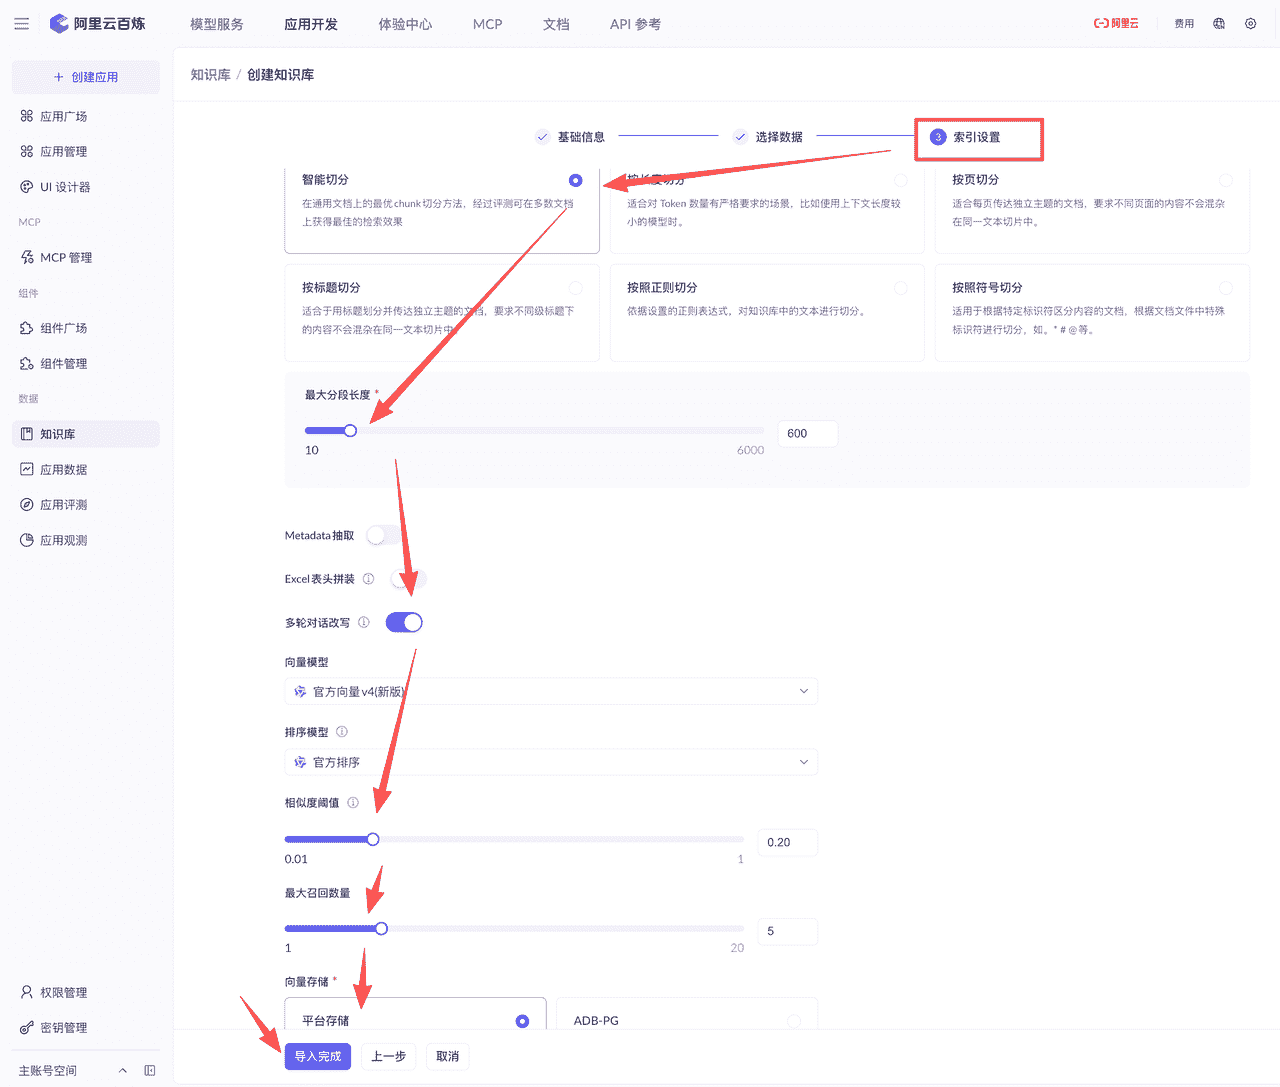 阿里云百炼
模型服务
应用开发
体验中心
MCP
文档
API 参考
阿里云
费用
创建应用
应用广场
应用管理
UI 设计器
MCP
MCP 管理
组件
组件广场
组件管理
数据
知识库
应用数据
应用评测
应用观测
权限管理
密钥管理
主账号空间
知识库 / 创建知识库
基础信息
选择数据
3 索引设置
智能切分
在通用文档上的最优 chunk 切分方法，经过评测可在多数文档
上获得最佳的检索效果
按长度切分
适合对 Token 数量有严格要求的场景，比如使用上下文长度较
小的模型时。
按页切分
适合每页传达独立主题的文档，要求不同页面的内容不会混杂
在同一文本切片中。
按标题切分
适合于用标题划分并传达独立主题的文档，要求不同级标题下
的内容不会混杂在同一文本切片中
按照正则切分
依据设置的正则表达式，对知识库中的文本进行切分。
按照符号切分
适用于根据特定标识符区分内容的文档，根据文档文件中特殊
标识符进行切分，如。* # @ 等。
最大分段长度 *
600
10
6000
Metadata 抽取
Excel 表头拼装
多轮对话改写
向量模型
官方向量 v4(新版)
排序模型
官方排序
相似度阈值
0.20
0.01
1
最大召回数量
5
1
20
向量存储 *
平台存储
ADB-PG
导入完成
上一步
取消